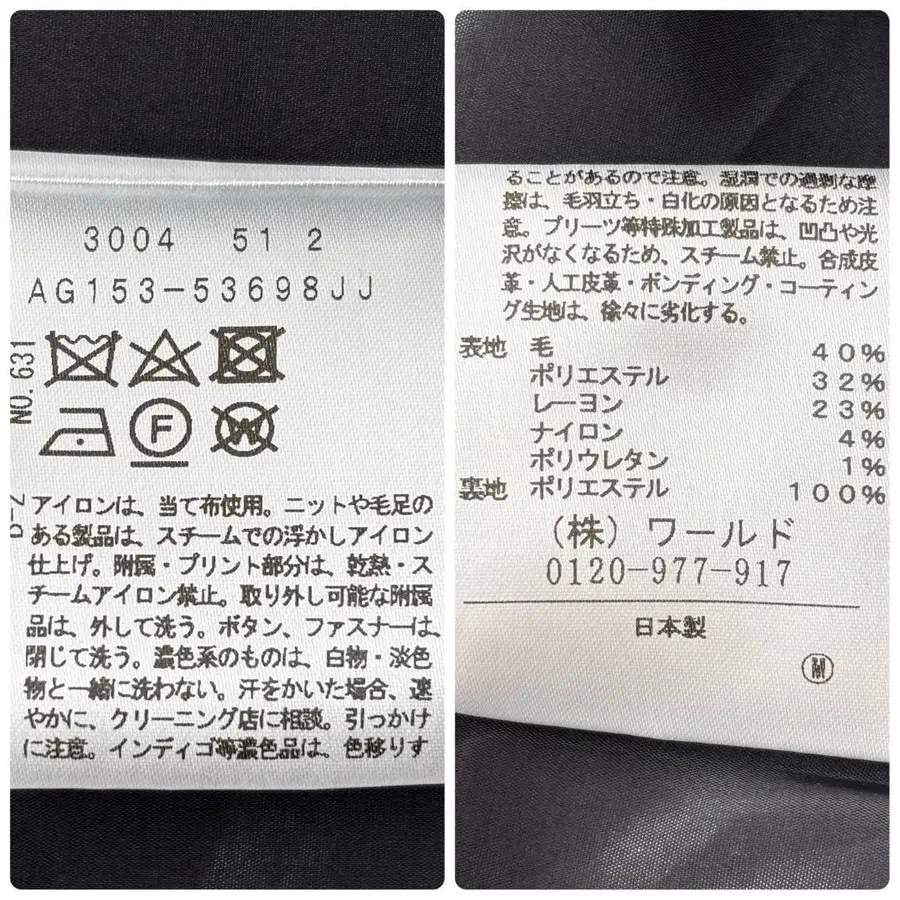 3004 51 2
AG153-53698JJ
NO.631
F
W
アイロンは、当て布使用。ニットや毛足の
ある製品は、スチームでの浮かしアイロン
仕上げ。附属・プリント部分は、乾熱・ス
チームアイロン禁止。取り外し可能な附属
品は、外して洗う。ボタン、ファスナーは、
閉じて洗う。濃色系のものは、白物・淡色
物と一緒に洗わない。汗をかいた場合、速
やかに、クリーニング店に相談。引っかけ
に注意。インディゴ等濃色品は、色移りす
ることがあるので注意。湿潤での過剰な摩
擦は、毛羽立ち・白化の原因となるため注
意。プリーツ等特殊加工製品は、凹凸や光
沢がなくなるため、スチーム禁止。合成皮
革・人工皮革・ボンディング・コーティン
グ生地は、徐々に劣化する。
表地 毛 40%
ポリエステル 32%
レーヨン 23%
ナイロン 4%
ポリウレタン 1%
裏地 ポリエステル 100%
(株) ワールド
0120-977-917
日本製
M